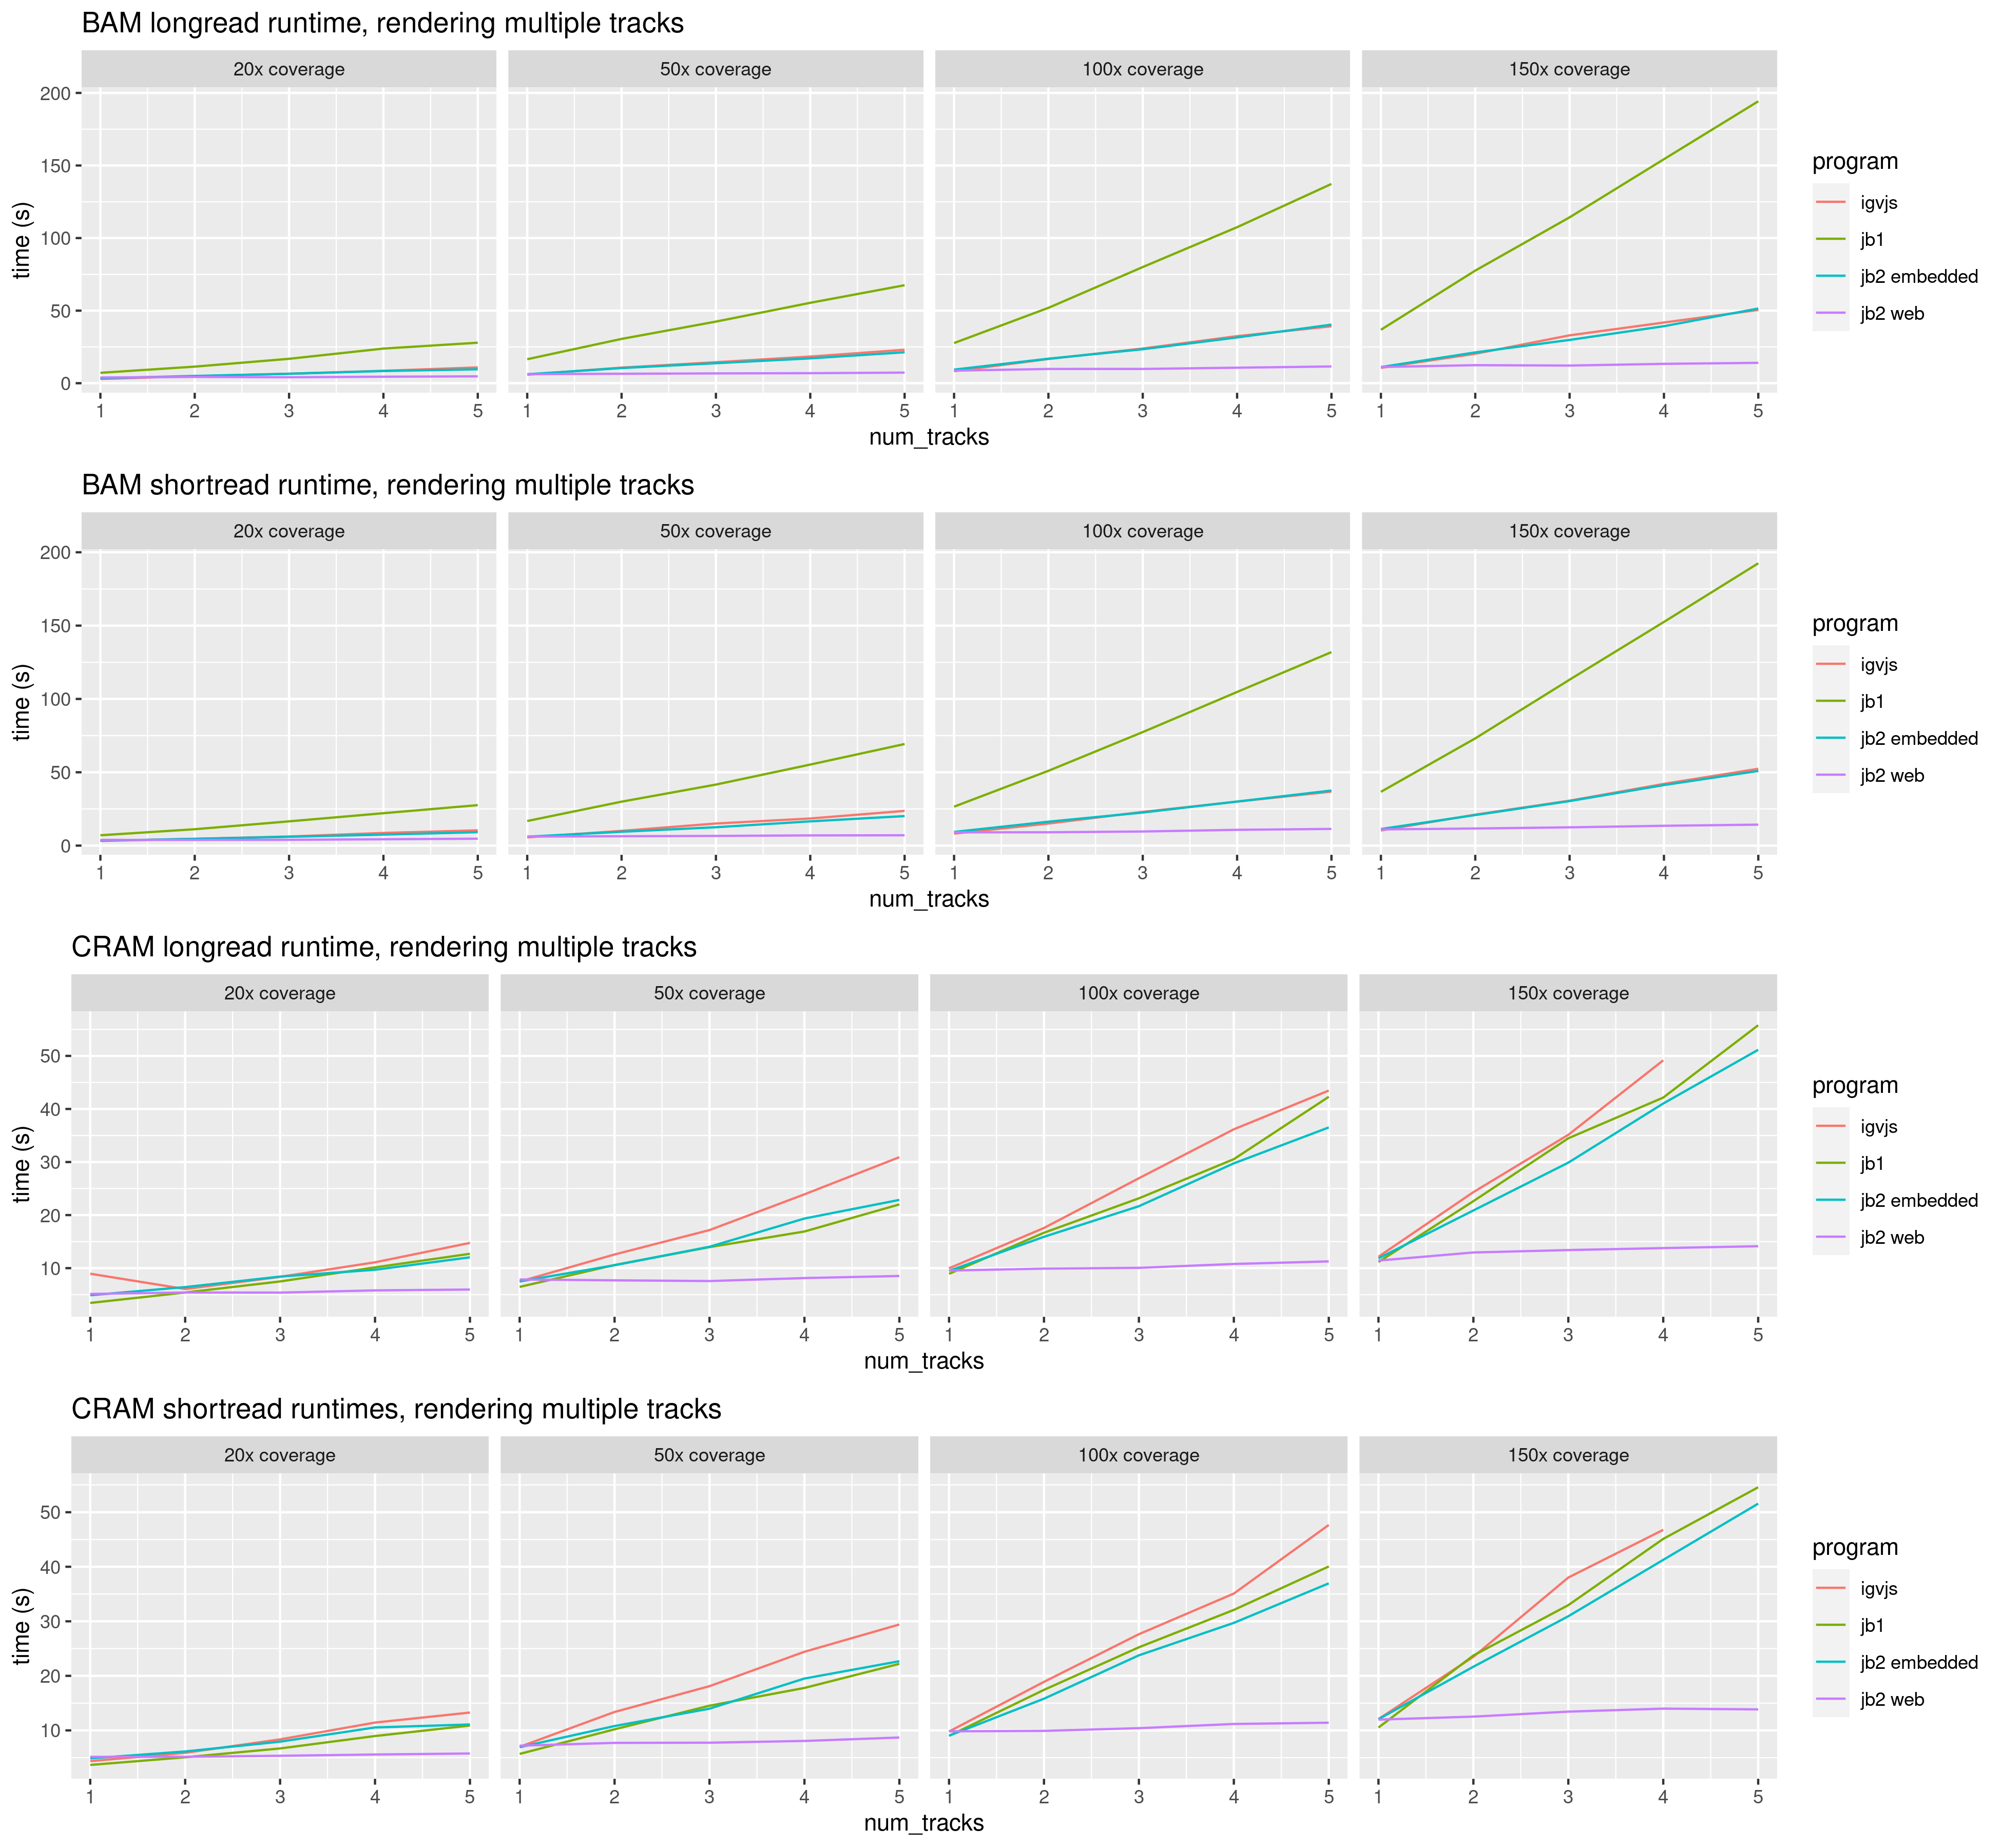 BAM longread runtime, rendering multiple tracks
20x coverage 50x coverage 100x coverage 150x coverage
200
150
100
50
0
time (s)
1 2 3 4 5 1 2 3 4 5 1 2 3 4 5 1 2 3 4 5
num_tracks
program
igvjs
jb1
jb2 embedded
jb2 web
BAM shortread runtime, rendering multiple tracks
20x coverage 50x coverage 100x coverage 150x coverage
200
150
100
50
0
time (s)
1 2 3 4 5 1 2 3 4 5 1 2 3 4 5 1 2 3 4 5
num_tracks
program
igvjs
jb1
jb2 embedded
jb2 web
CRAM longread runtime, rendering multiple tracks
20x coverage 50x coverage 100x coverage 150x coverage
50
40
30
20
10
time (s)
1 2 3 4 5 1 2 3 4 5 1 2 3 4 5 1 2 3 4 5
num_tracks
program
igvjs
jb1
jb2 embedded
jb2 web
CRAM shortread runtimes, rendering multiple tracks
20x coverage 50x coverage 100x coverage 150x coverage
50
40
30
20
10
time (s)
1 2 3 4 5 1 2 3 4 5 1 2 3 4 5 1 2 3 4 5
num_tracks
program
igvjs
jb1
jb2 embedded
jb2 web